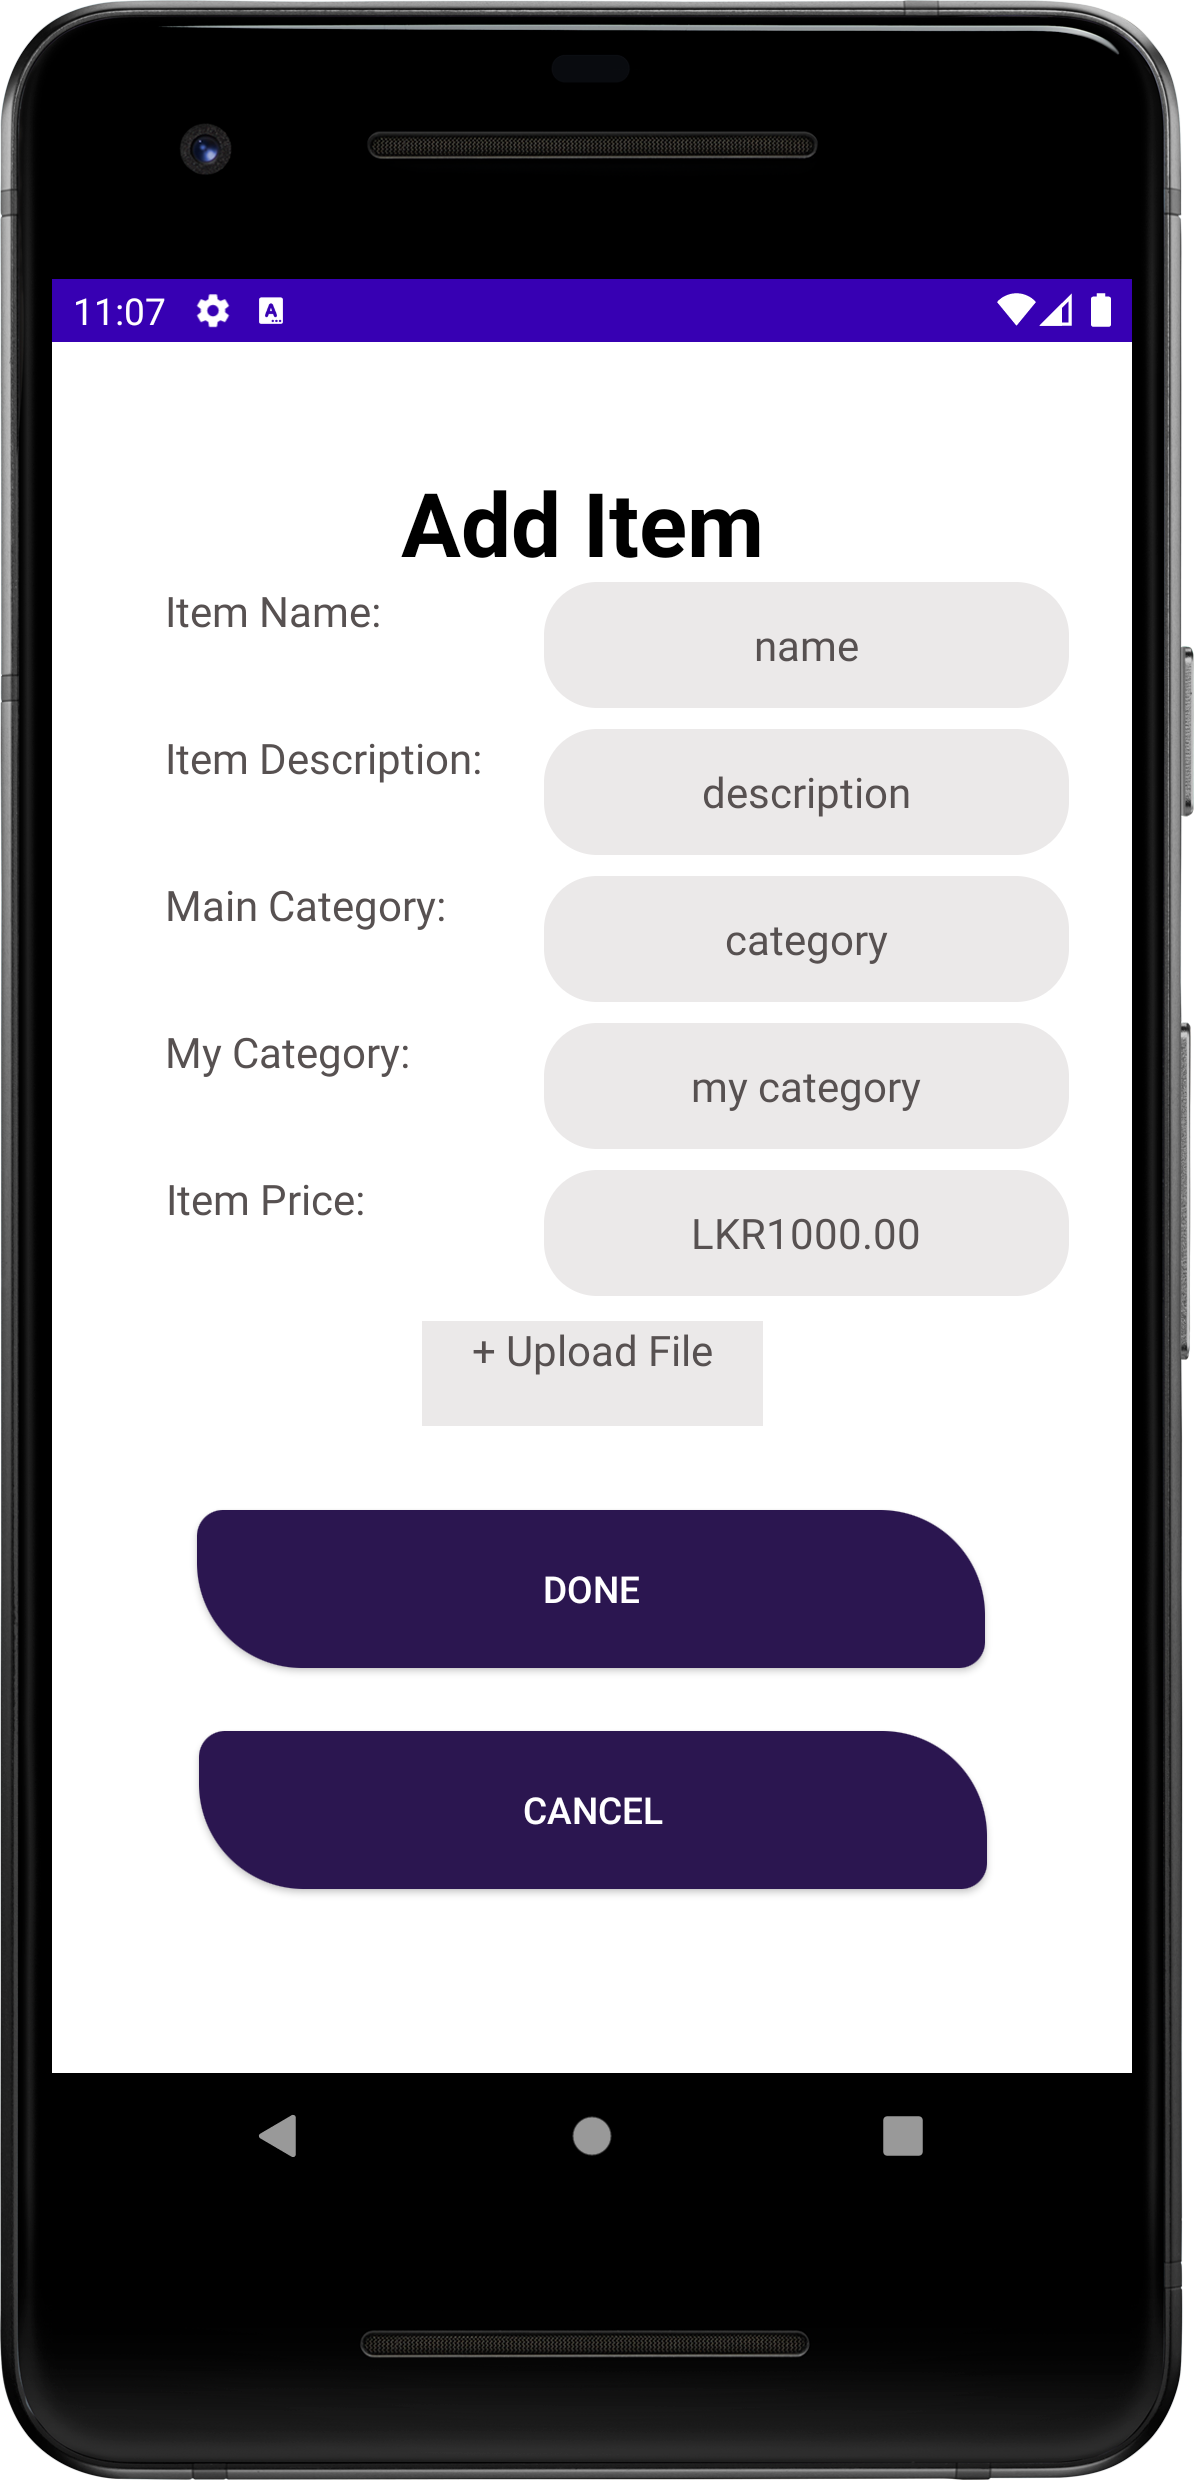 11:07
Add Item
Item Name: name
Item Description: description
Main Category: category
My Category: my category
Item Price: LKR1000.00
+ Upload File
DONE
CANCEL